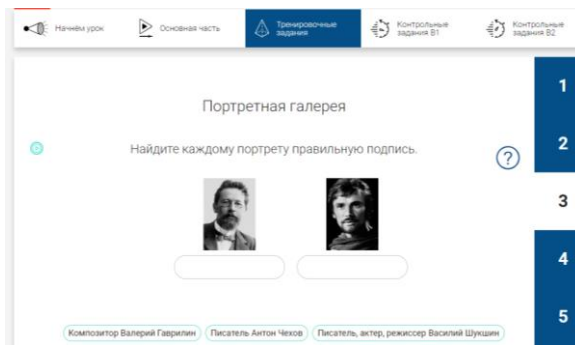 Начнём урок
Основная часть
Тренировочные
задания
Контрольные
задания В1
Контрольные
задания В2
Портретная галерея
Найдите каждому портрету правильную подпись.
?
Композитор Валерий Гаврилин
Писатель Антон Чехов
Писатель, актер, режиссер Василий Шукшин
1
2
3
4
5